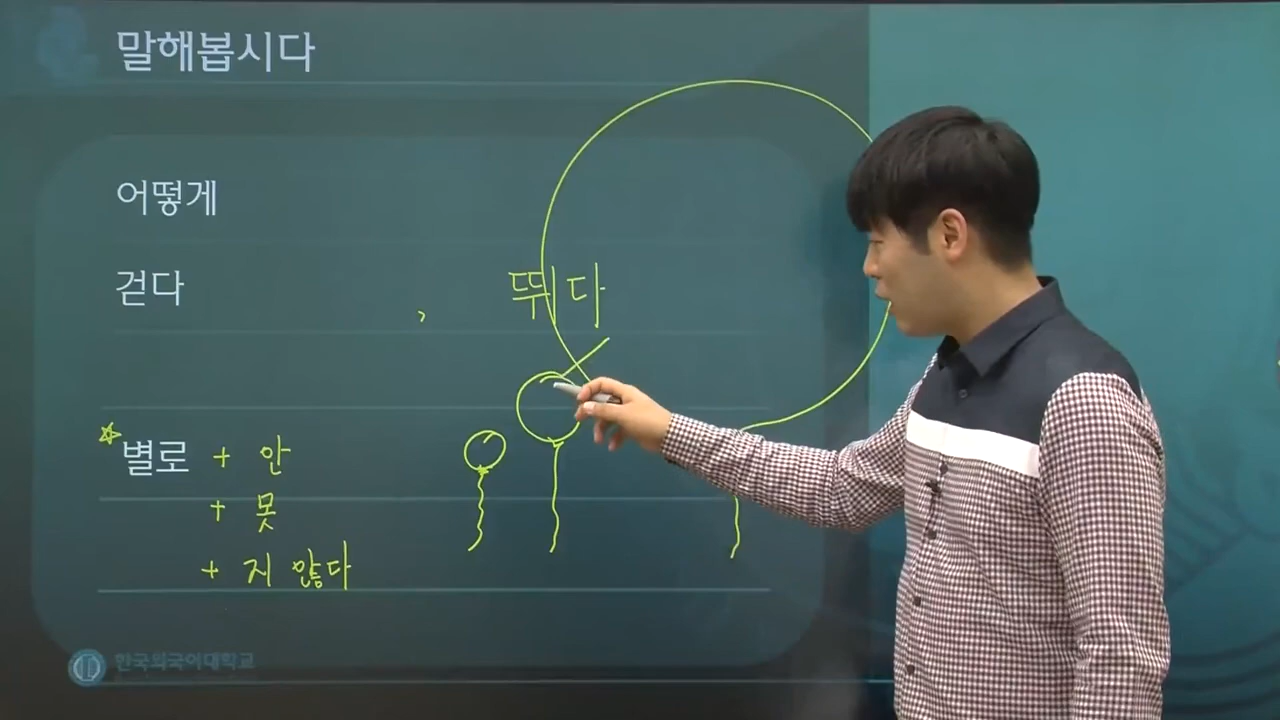 말해봅시다
어떻게
걷다 , 뛰다
별로 + 안
+ 못
+ 지 않다
한국외국어대학교